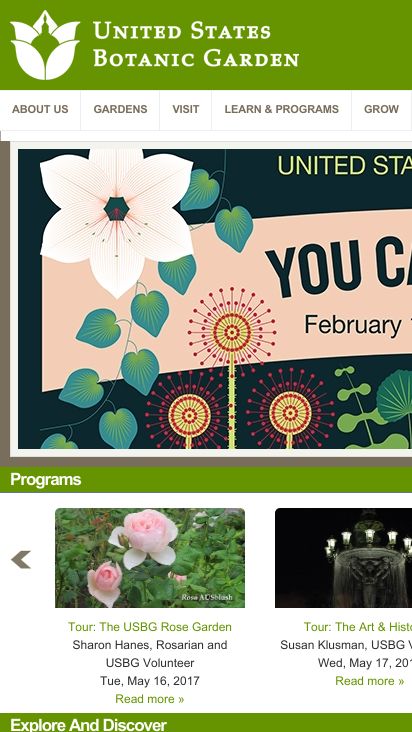 UNITED STATES
BOTANIC GARDEN
ABOUT US GARDENS VISIT LEARN & PROGRAMS GROW
UNITED STA
YOU CA
February 1
Programs
Rosa AUSblush
Tour: The USBG Rose Garden
Sharon Hanes, Rosarian and
USBG Volunteer
Tue, May 16, 2017
Read more »
Tour: The Art & Histo
Susan Klusman, USBG V
Wed, May 17, 201
Read more »
Explore And Discover